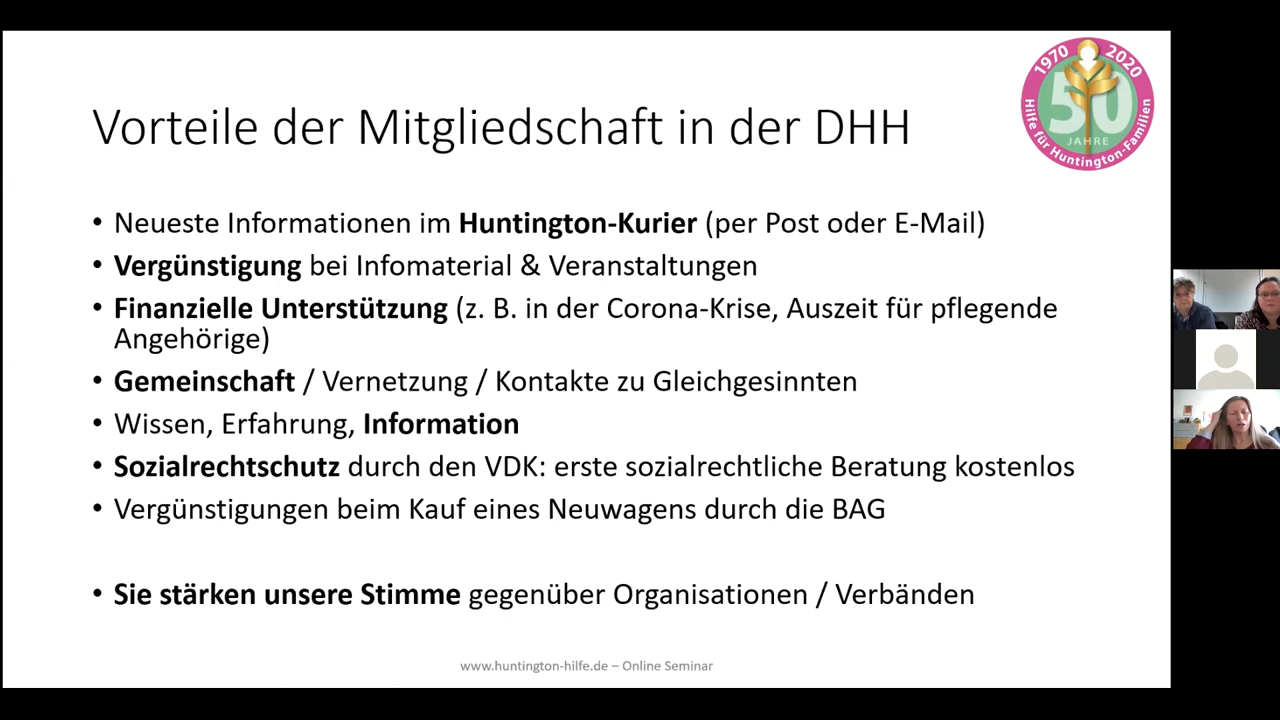 Vorteile der Mitgliedschaft in der DHH
1970 2020
50
JAHRE
Hilfe für Huntington-Familien
• Neueste Informationen im Huntington-Kurier (per Post oder E-Mail)
• Vergünstigung bei Infomaterial & Veranstaltungen
• Finanzielle Unterstützung (z. B. in der Corona-Krise, Auszeit für pflegende
Angehörige)
• Gemeinschaft / Vernetzung / Kontakte zu Gleichgesinnten
• Wissen, Erfahrung, Information
• Sozialrechtschutz durch den VDK: erste sozialrechtliche Beratung kostenlos
• Vergünstigungen beim Kauf eines Neuwagens durch die BAG
• Sie stärken unsere Stimme gegenüber Organisationen / Verbänden
www.huntington-hilfe.de – Online Seminar